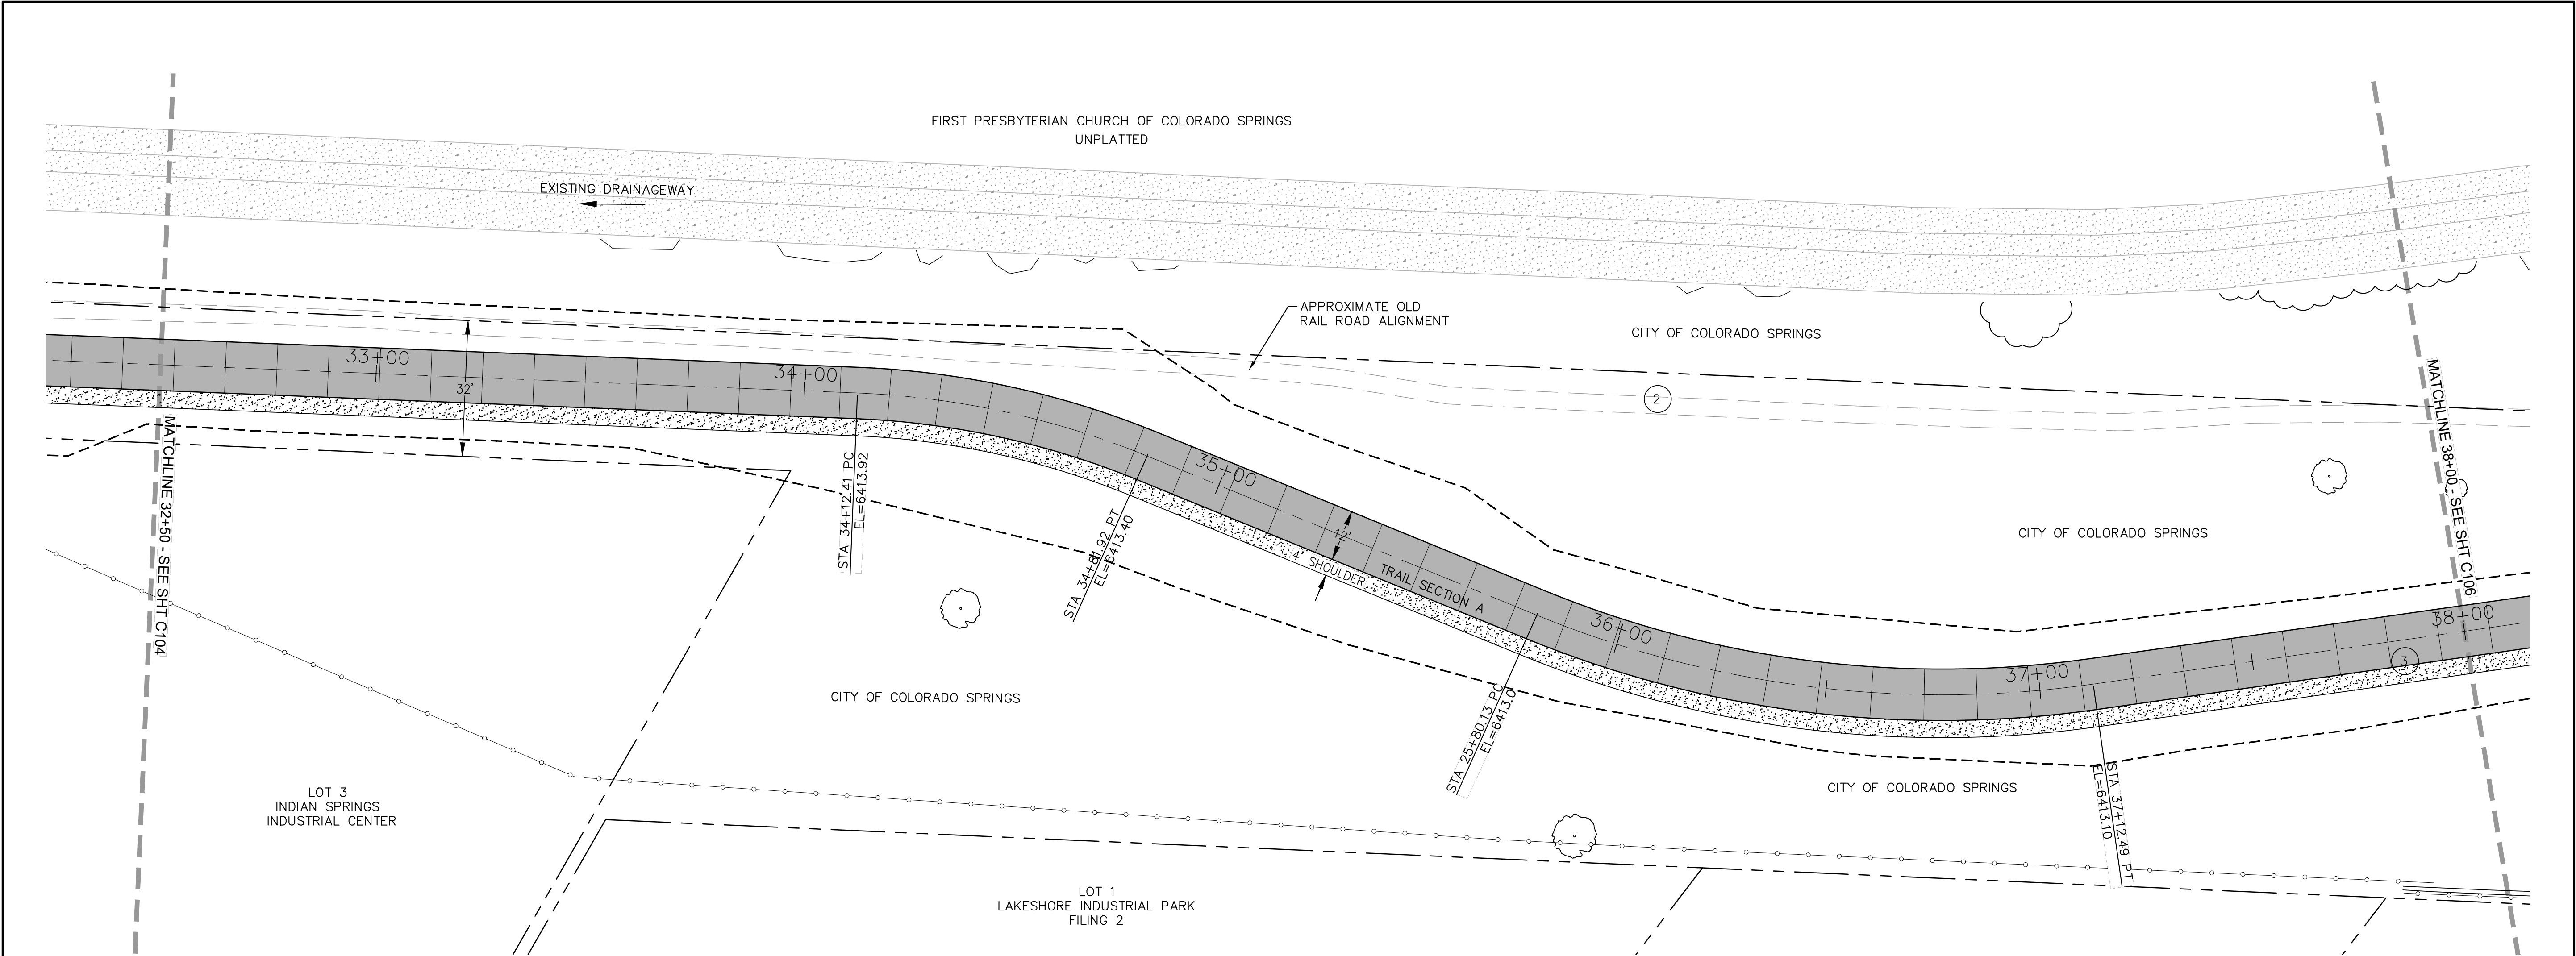 FIRST PRESBYTERIAN CHURCH OF COLORADO SPRINGS
UNPLATTED
EXISTING DRAINAGEWAY
APPROXIMATE OLD
RAIL ROAD ALIGNMENT
CITY OF COLORADO SPRINGS
33+00
34+00
32'
2
MATCHLINE 32+50 - SEE SHT C104
MATCHLINE 38+00 - SEE SHT C106
STA 34+12.41 PC
EL=6413.92
35+00
STA 34+81.92 PT
EL=6413.40
12'
4' SHOULDER
TRAIL SECTION A
CITY OF COLORADO SPRINGS
36+00
37+00
38+00
3
STA 25+80.13 PC
EL=6413.0
CITY OF COLORADO SPRINGS
STA 37+12.49 PT
EL=6413.10
CITY OF COLORADO SPRINGS
LOT 3
INDIAN SPRINGS
INDUSTRIAL CENTER
LOT 1
LAKESHORE INDUSTRIAL PARK
FILING 2